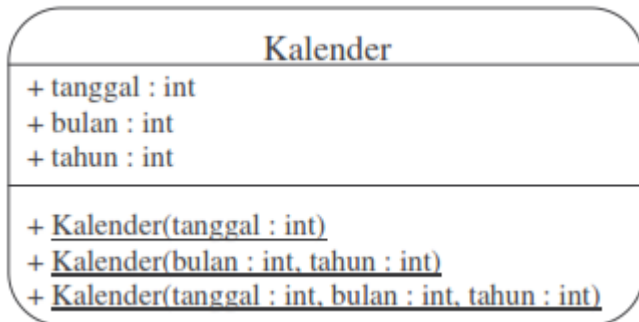 Kalender
+ tanggal : int
+ bulan : int
+ tahun : int
+ Kalender(tanggal : int)
+ Kalender(bulan : int, tahun : int)
+ Kalender(tanggal : int, bulan : int, tahun : int)